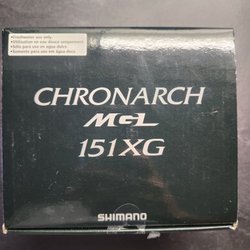 •Freshwater use only.
•Utilisation en eau douce uniquement.
•Sólo para uso en agua dulce.
•Somente para uso em água doce.
CHRONARCH
MGL
151XG
SHIMANO